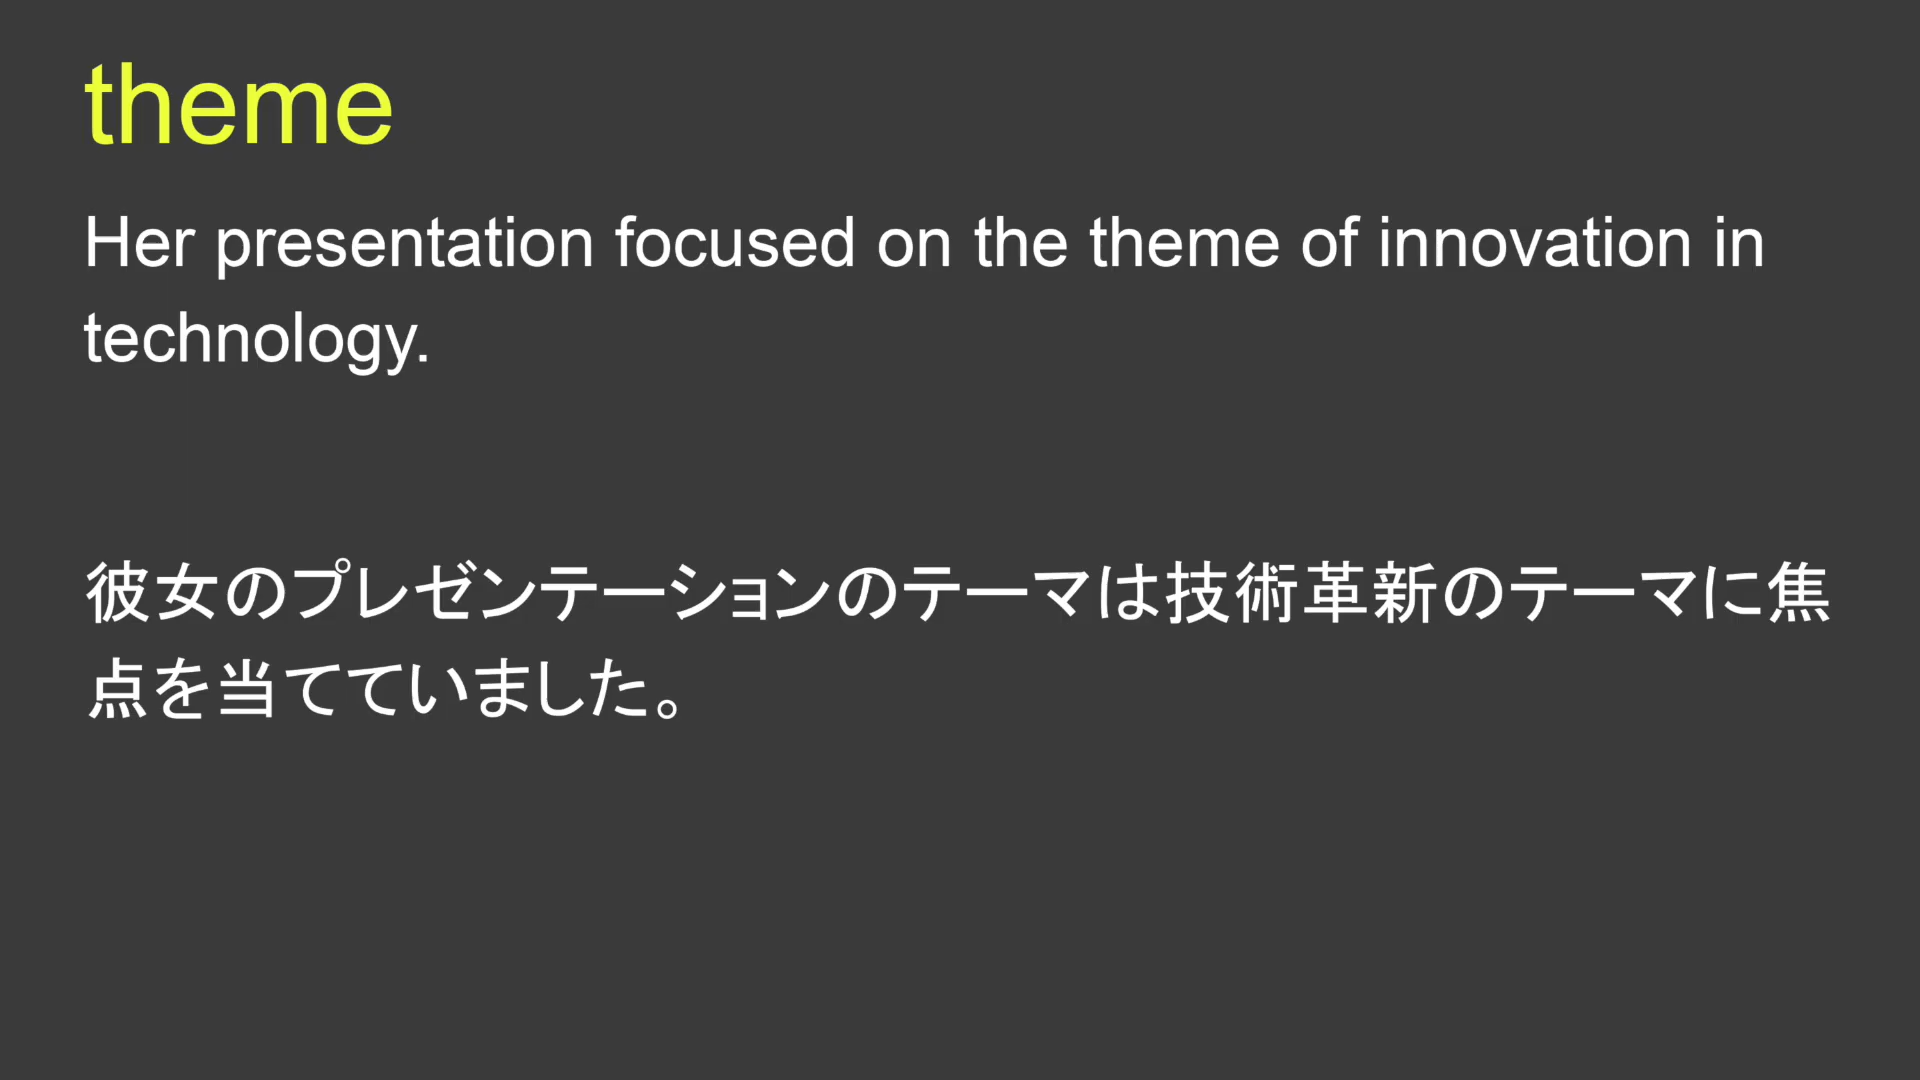 theme
Her presentation focused on the theme of innovation in
technology.
彼女のプレゼンテーションのテーマは技術革新のテーマに焦
点を当てていました。